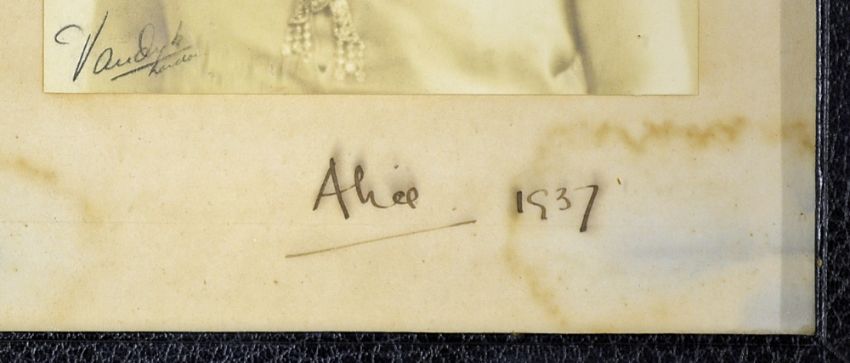 Vandyk
London
Alice 1937